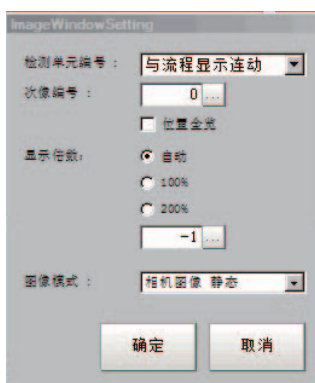 ImageWindowSetting
检测单元编号： 与流程显示连动
次像编号： 0 ...
位置全览
显示倍数： 自动
100%
200%
-1 ...
图像模式： 相机图像 静态
确定 取消